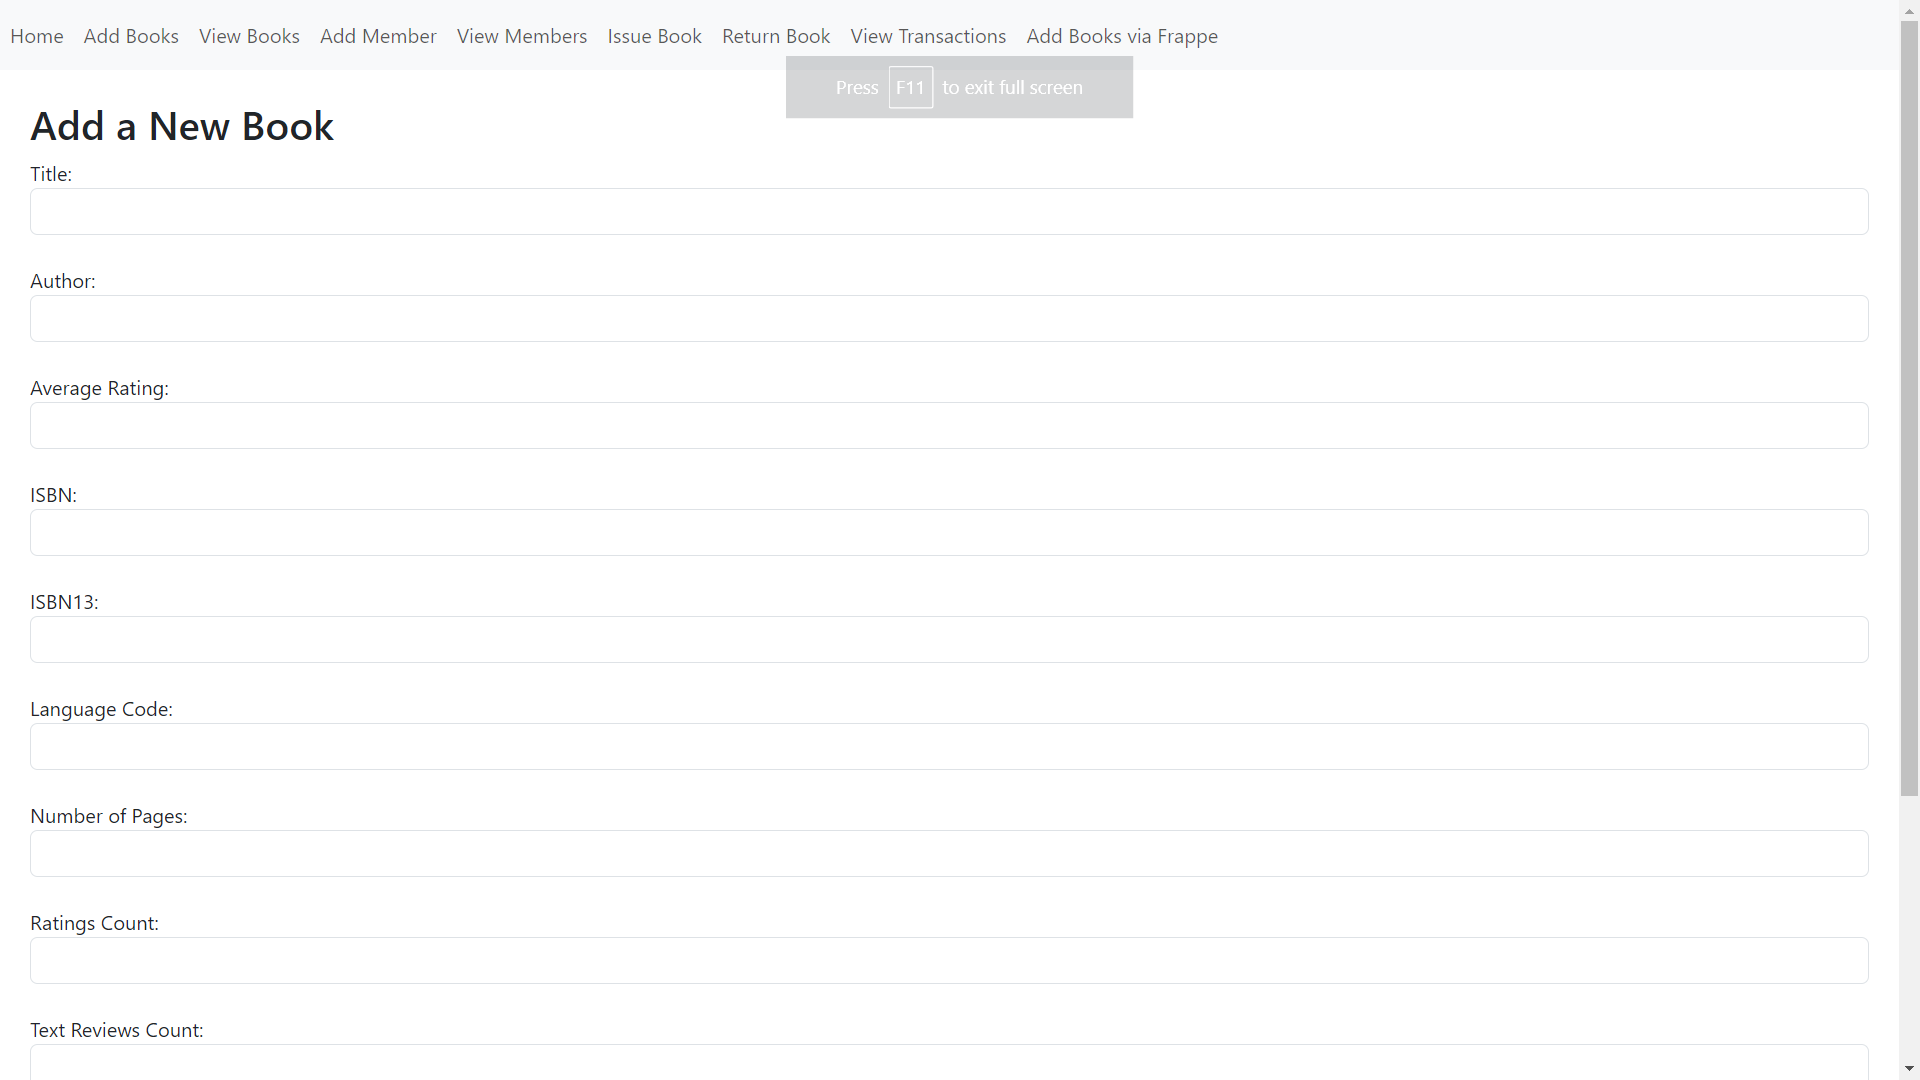 Home Add Books View Books Add Member View Members Issue Book Return Book View Transactions Add Books via Frappe
Press F11 to exit full screen
Add a New Book
Title:
Author:
Average Rating:
ISBN:
ISBN13:
Language Code:
Number of Pages:
Ratings Count:
Text Reviews Count: